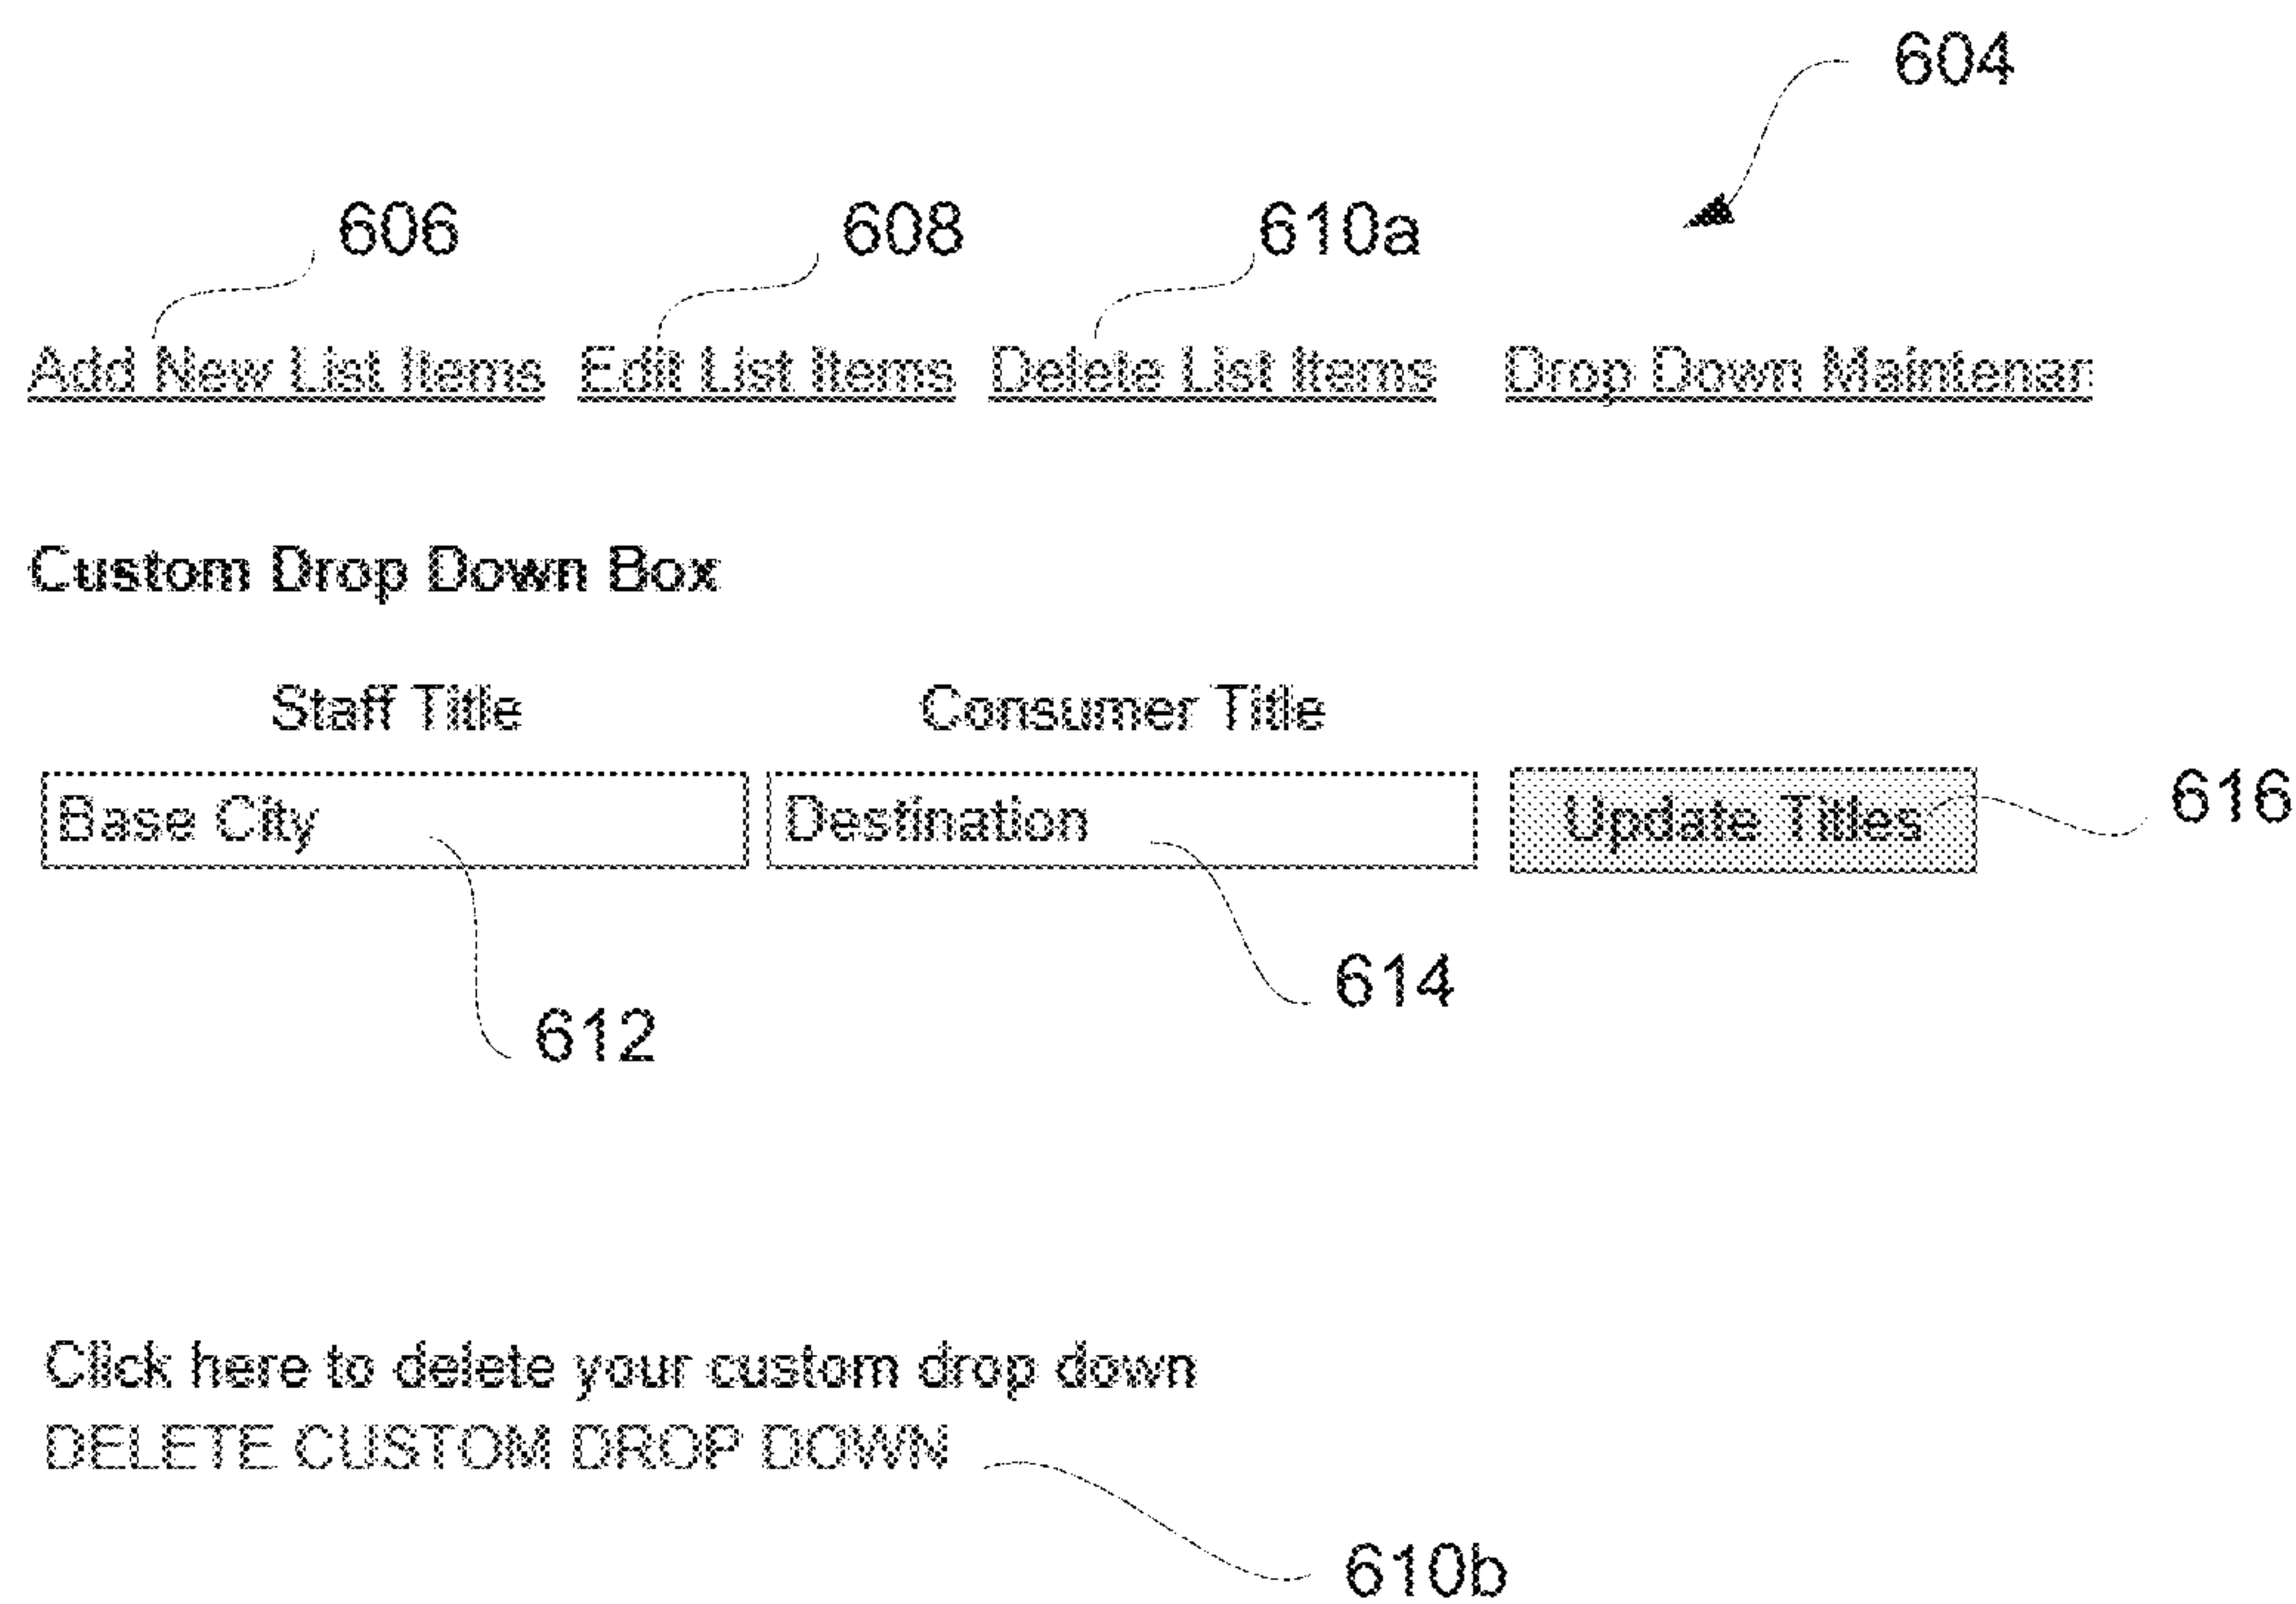 604
606 608 610a
Add New List Items Edit List Items Delete List Items Drop Down Maintenan
Custom Drop Down Box
Staff Title Consumer Title
Base City Destination Update Titles 616
614
612
Click here to delete your custom drop down
DELETE CUSTOM DROP DOWN
610b